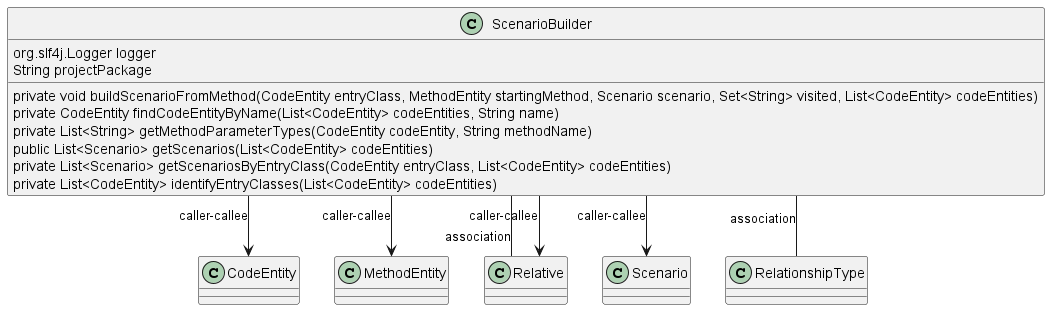 C ScenarioBuilder
org.slf4j.Logger logger
String projectPackage
private void buildScenarioFromMethod(CodeEntity entryClass, MethodEntity startingMethod, Scenario scenario, Set<String> visited, List<CodeEntity> codeEntities)
private CodeEntity findCodeEntityByName(List<CodeEntity> codeEntities, String name)
private List<String> getMethodParameterTypes(CodeEntity codeEntity, String methodName)
public List<Scenario> getScenarios(List<CodeEntity> codeEntities)
private List<Scenario> getScenariosByEntryClass(CodeEntity entryClass, List<CodeEntity> codeEntities)
private List<CodeEntity> identifyEntryClasses(List<CodeEntity> codeEntities)
caller-callee
caller-callee
caller-callee
caller-callee
association
association
C CodeEntity
C MethodEntity
C Relative
C Scenario
C RelationshipType